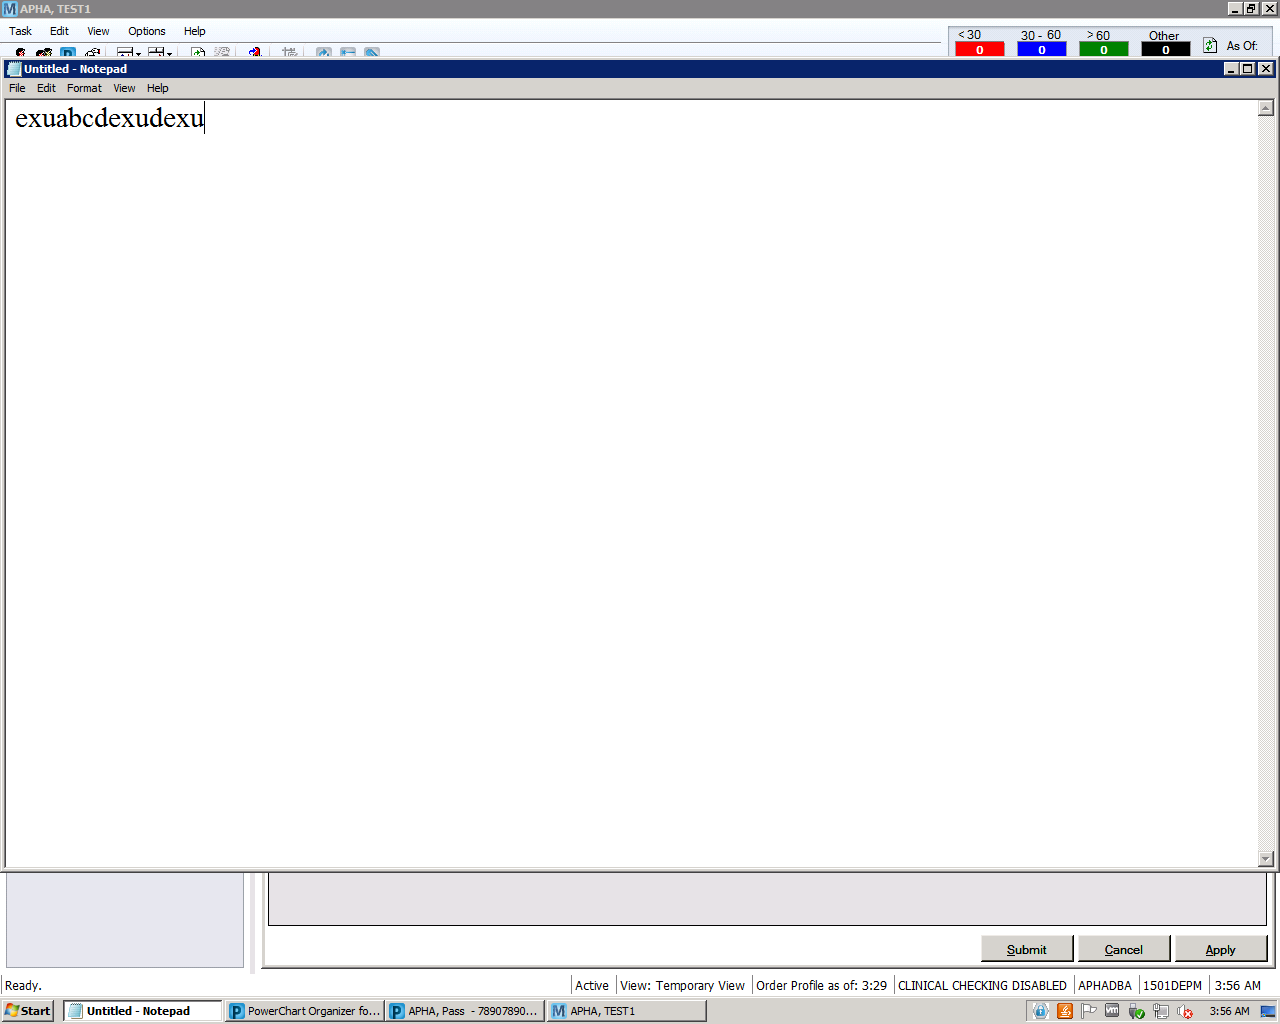 APHA, TEST1
Task Edit View Options Help
< 30 30 - 60 > 60 Other
0 0 0 0 As Of:
Untitled - Notepad
File Edit Format View Help
exuabcdexudexu
Submit Cancel Apply
Ready. Active View: Temporary View Order Profile as of: 3:29 CLINICAL CHECKING DISABLED APHADBA 1501DEPM 3:56 AM
Start Untitled - Notepad PowerChart Organizer fo... APHA, Pass - 78907890... APHA, TEST1 3:56 AM